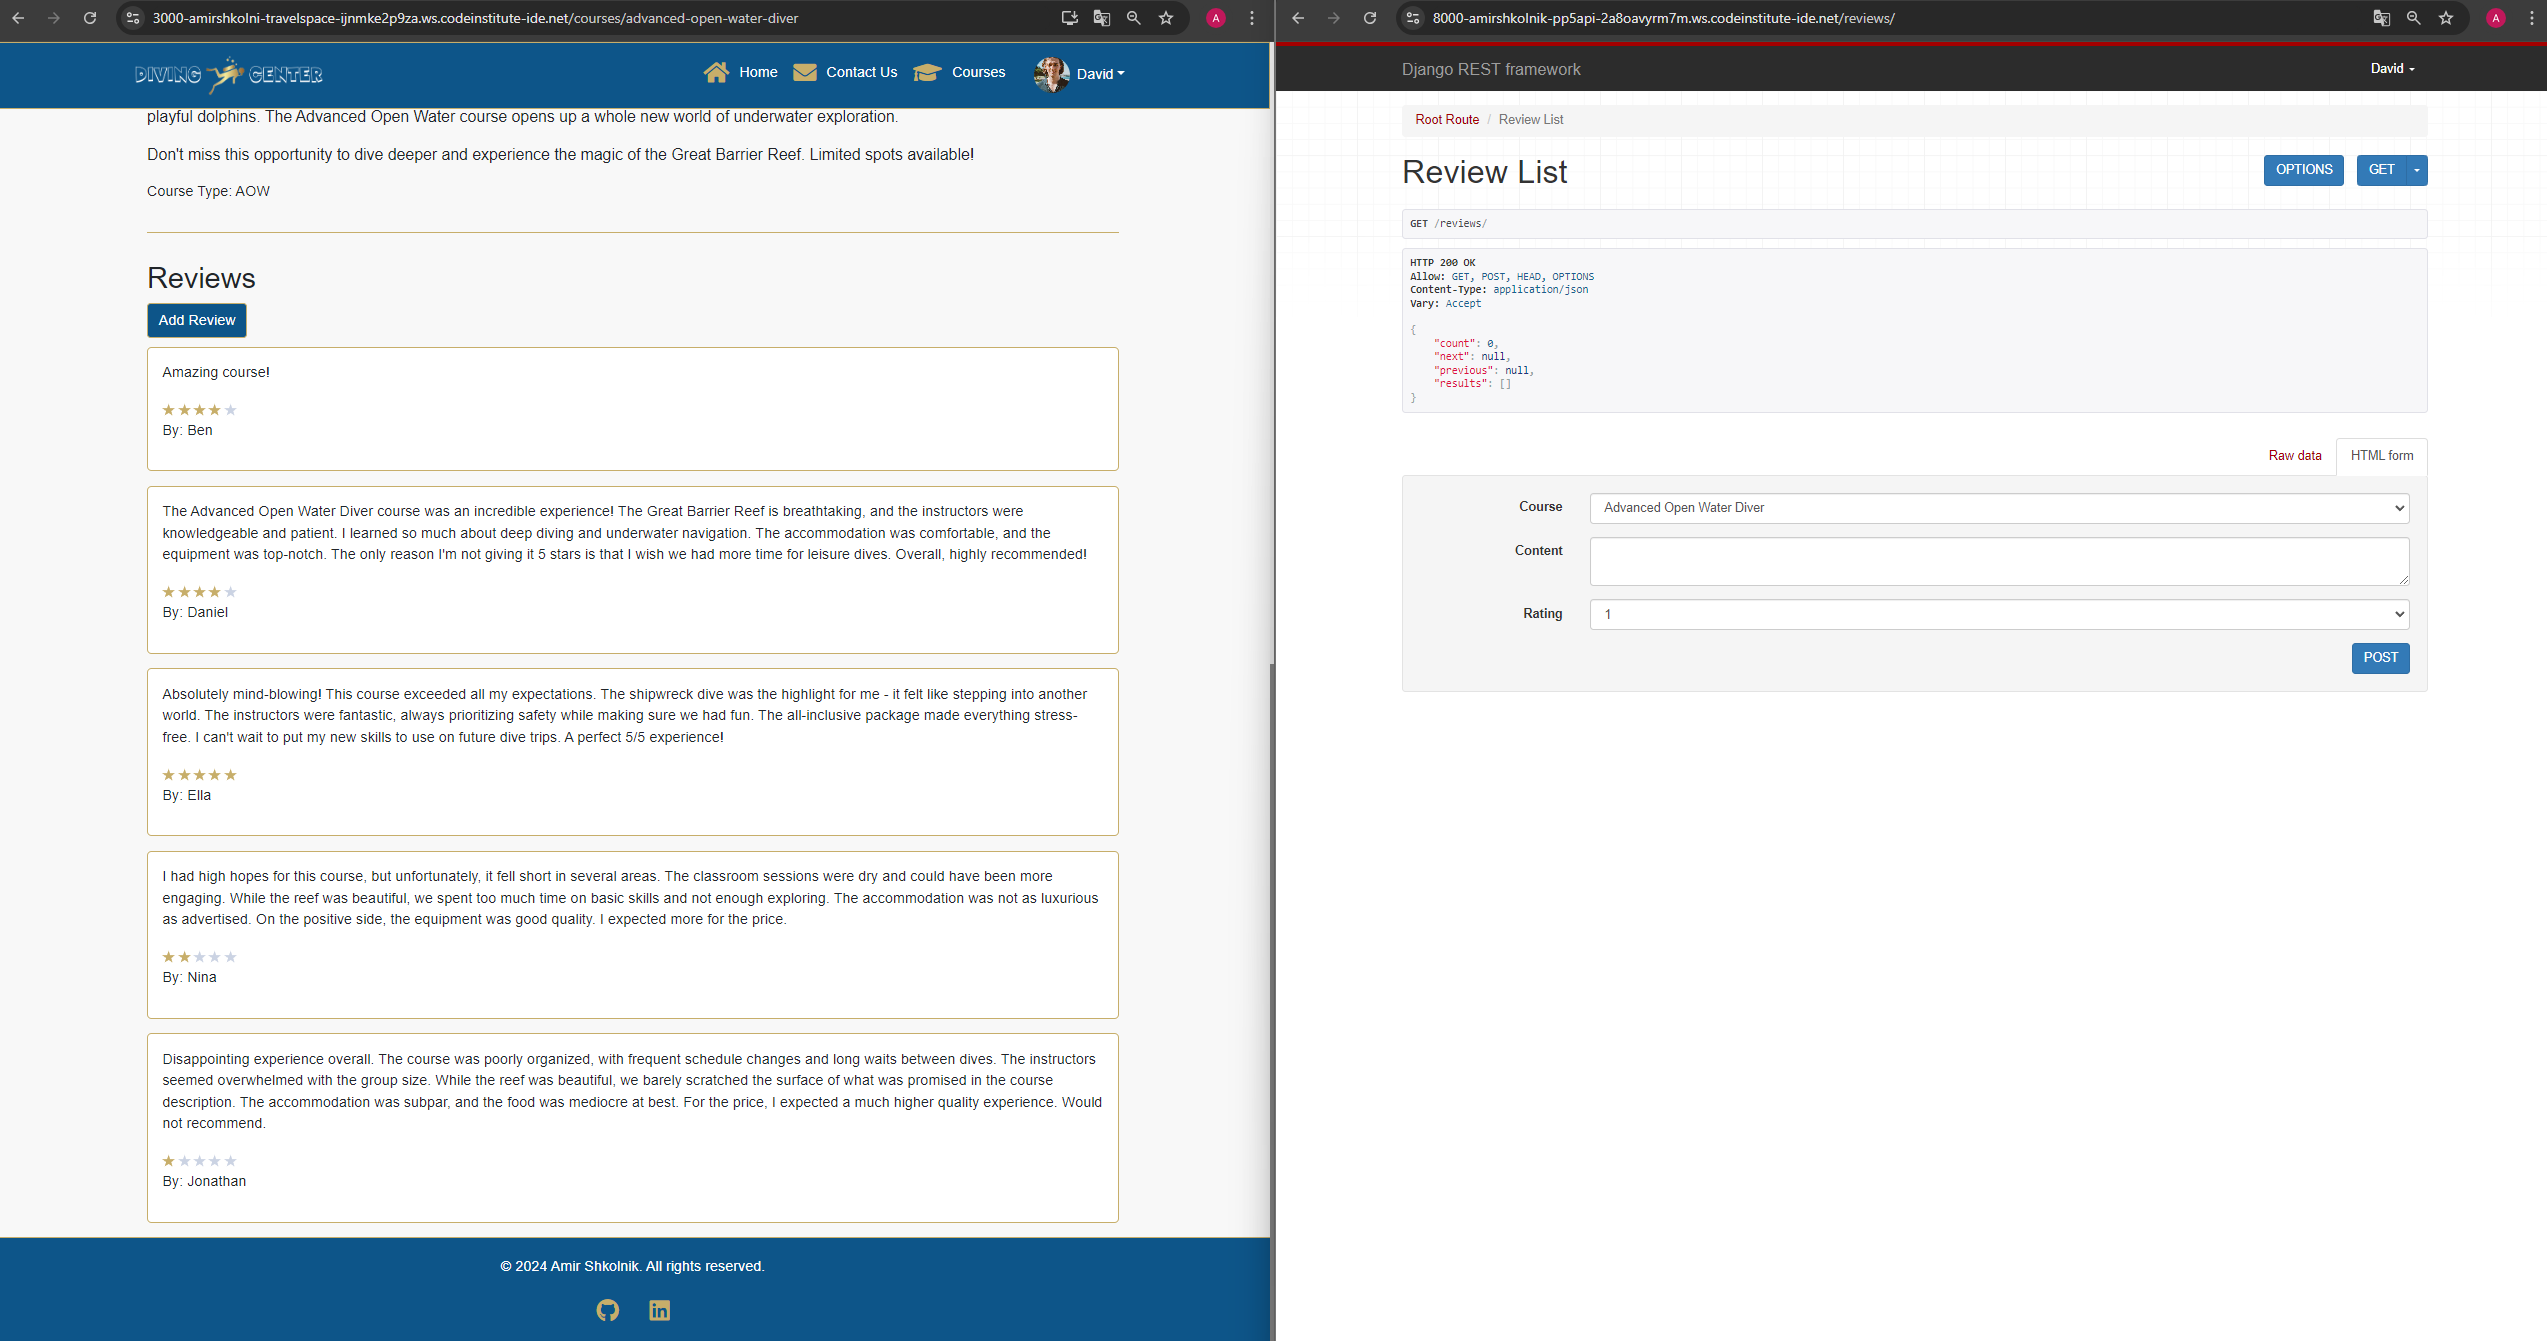 3000-amirshkolni-travelspace-ijnmke2p9za.ws.codeinstitute-ide.net/courses/advanced-open-water-diver
A
DIVING CENTER
Home
Contact Us
Courses
David
playful dolphins. The Advanced Open Water course opens up a whole new world of underwater exploration.
Don't miss this opportunity to dive deeper and experience the magic of the Great Barrier Reef. Limited spots available!
Course Type: AOW
Reviews
Add Review
Amazing course!
By: Ben
The Advanced Open Water Diver course was an incredible experience! The Great Barrier Reef is breathtaking, and the instructors were
knowledgeable and patient. I learned so much about deep diving and underwater navigation. The accommodation was comfortable, and the
equipment was top-notch. The only reason I'm not giving it 5 stars is that I wish we had more time for leisure dives. Overall, highly recommended!
By: Daniel
Absolutely mind-blowing! This course exceeded all my expectations. The shipwreck dive was the highlight for me - it felt like stepping into another
world. The instructors were fantastic, always prioritizing safety while making sure we had fun. The all-inclusive package made everything stress-
free. I can't wait to put my new skills to use on future dive trips. A perfect 5/5 experience!
By: Ella
I had high hopes for this course, but unfortunately, it fell short in several areas. The classroom sessions were dry and could have been more
engaging. While the reef was beautiful, we spent too much time on basic skills and not enough exploring. The accommodation was not as luxurious
as advertised. On the positive side, the equipment was good quality. I expected more for the price.
By: Nina
Disappointing experience overall. The course was poorly organized, with frequent schedule changes and long waits between dives. The instructors
seemed overwhelmed with the group size. While the reef was beautiful, we barely scratched the surface of what was promised in the course
description. The accommodation was subpar, and the food was mediocre at best. For the price, I expected a much higher quality experience. Would
not recommend.
By: Jonathan
© 2024 Amir Shkolnik. All rights reserved.
8000-amirshkolnik-pp5api-2a8oavyrm7m.ws.codeinstitute-ide.net/reviews/
A
Django REST framework
David
Root Route / Review List
Review List
OPTIONS
GET
GET /reviews/
HTTP 200 OK
Allow: GET, POST, HEAD, OPTIONS
Content-Type: application/json
Vary: Accept
{
"count": 0,
"next": null,
"previous": null,
"results": []
}
Raw data
HTML form
Course
Advanced Open Water Diver
Content
Rating
1
POST